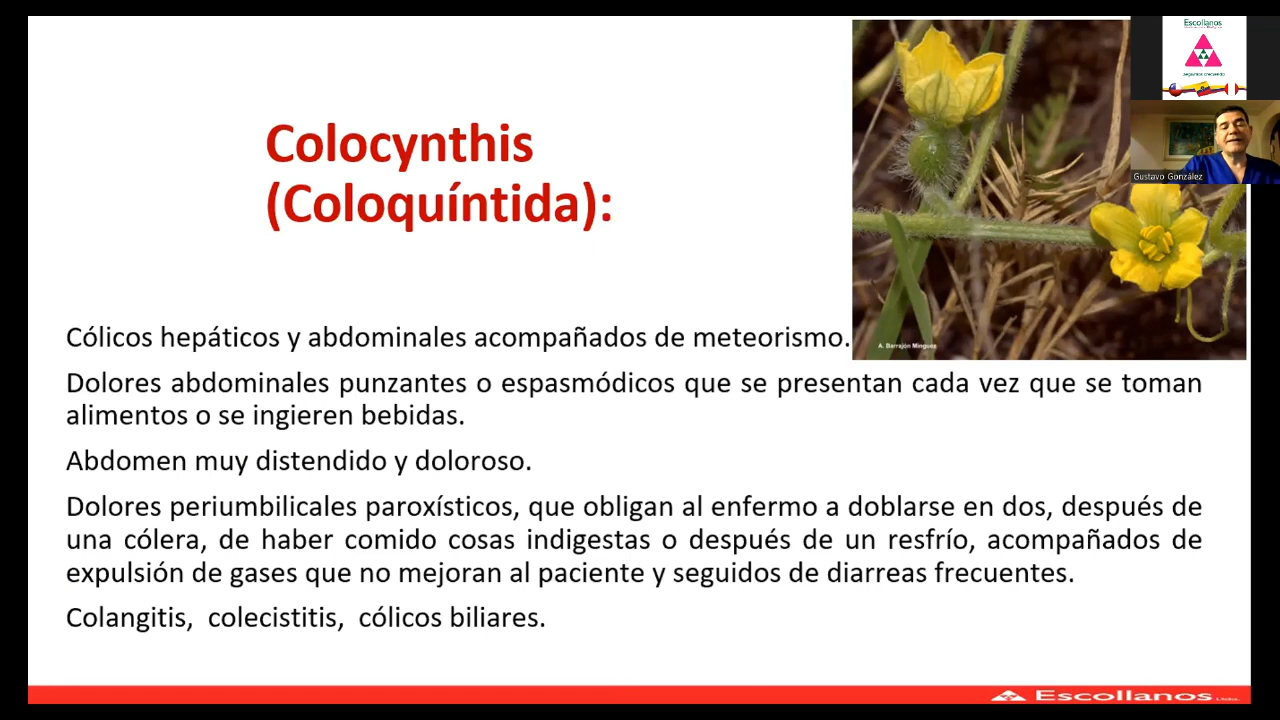 Colocynthis
(Coloquíntida):
Escollanos
Gustavo González
A. Barrajón Mínguez
Cólicos hepáticos y abdominales acompañados de meteorismo.
Dolores abdominales punzantes o espasmódicos que se presentan cada vez que se toman
alimentos o se ingieren bebidas.
Abdomen muy distendido y doloroso.
Dolores periumbilicales paroxísticos, que obligan al enfermo a doblarse en dos, después de
una cólera, de haber comido cosas indigestas o después de un resfrío, acompañados de
expulsión de gases que no mejoran al paciente y seguidos de diarreas frecuentes.
Colangitis, colecistitis, cólicos biliares.
Escollanos